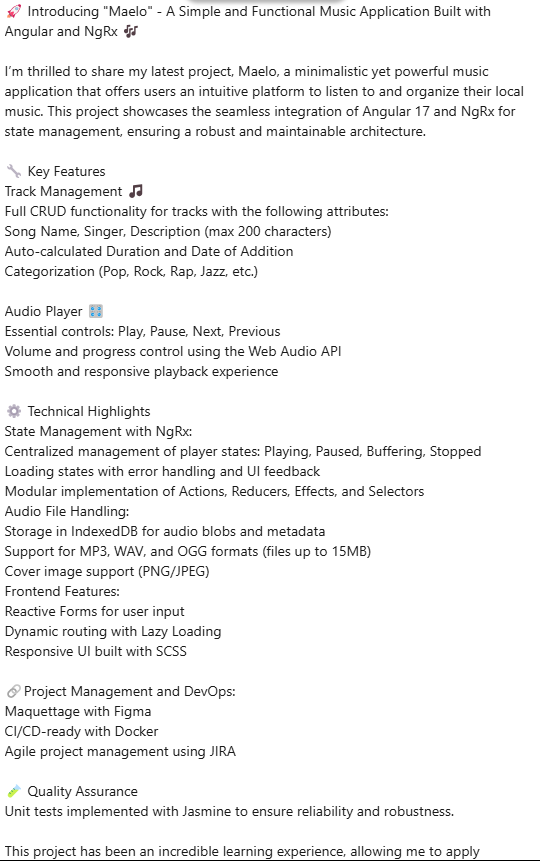 🚀 Introducing "Maelo" - A Simple and Functional Music Application Built with
Angular and NgRx 🎶
I'm thrilled to share my latest project, Maelo, a minimalistic yet powerful music
application that offers users an intuitive platform to listen to and organize their local
music. This project showcases the seamless integration of Angular 17 and NgRx for
state management, ensuring a robust and maintainable architecture.
🔧 Key Features
Track Management 🎵
Full CRUD functionality for tracks with the following attributes:
Song Name, Singer, Description (max 200 characters)
Auto-calculated Duration and Date of Addition
Categorization (Pop, Rock, Rap, Jazz, etc.)
Audio Player 🎛️
Essential controls: Play, Pause, Next, Previous
Volume and progress control using the Web Audio API
Smooth and responsive playback experience
⚙️ Technical Highlights
State Management with NgRx:
Centralized management of player states: Playing, Paused, Buffering, Stopped
Loading states with error handling and UI feedback
Modular implementation of Actions, Reducers, Effects, and Selectors
Audio File Handling:
Storage in IndexedDB for audio blobs and metadata
Support for MP3, WAV, and OGG formats (files up to 15MB)
Cover image support (PNG/JPEG)
Frontend Features:
Reactive Forms for user input
Dynamic routing with Lazy Loading
Responsive UI built with SCSS
🔗Project Management and DevOps:
Maquettage with Figma
CI/CD-ready with Docker
Agile project management using JIRA
🧪 Quality Assurance
Unit tests implemented with Jasmine to ensure reliability and robustness.
This project has been an incredible learning experience, allowing me to apply